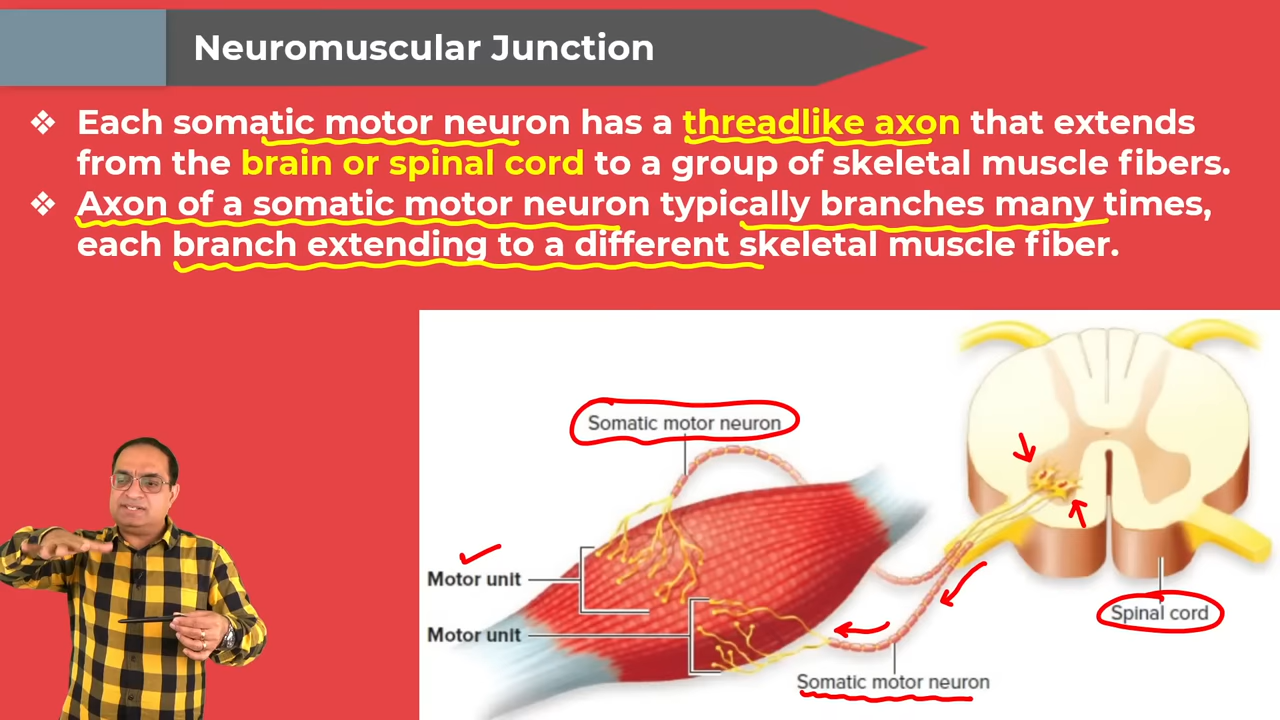 Neuromuscular Junction
❖ Each somatic motor neuron has a threadlike axon that extends
from the brain or spinal cord to a group of skeletal muscle fibers.
❖ Axon of a somatic motor neuron typically branches many times,
each branch extending to a different skeletal muscle fiber.
Somatic motor neuron
Motor unit
Motor unit
Spinal cord
Somatic motor neuron